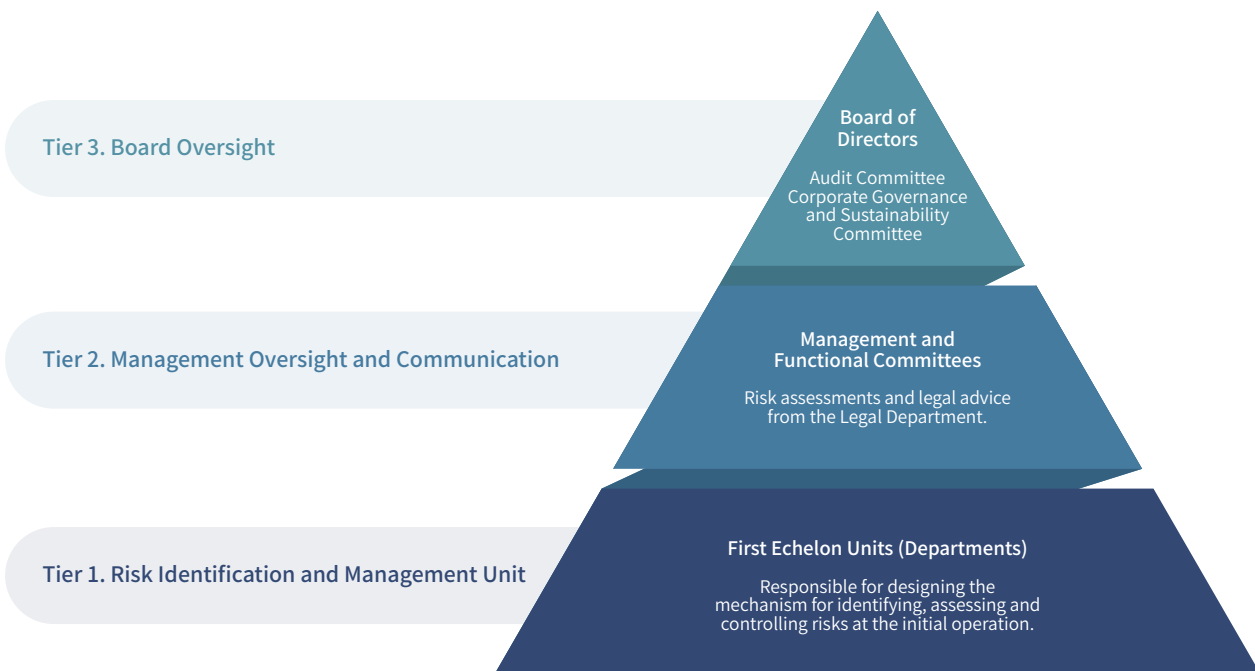 Tier 3. Board Oversight
Board of
Directors
Audit Committee
Corporate Governance
and Sustainability
Committee
Tier 2. Management Oversight and Communication
Management and
Functional Committees
Risk assessments and legal advice
from the Legal Department.
Tier 1. Risk Identification and Management Unit
First Echelon Units (Departments)
Responsible for designing the
mechanism for identifying, assessing and
controlling risks at the initial operation.